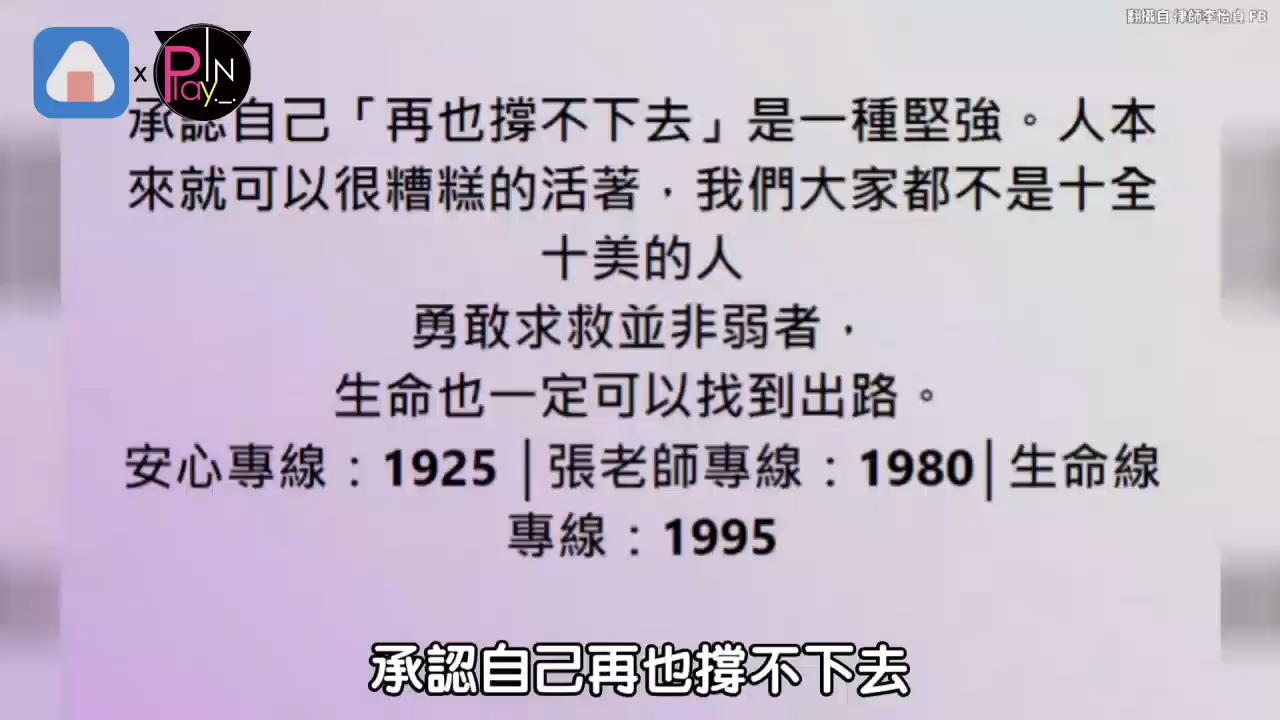 翻攝自 律師李怡貞 FB
x
PlayIN._.
承認自己「再也撐不下去」是一種堅強。人本
來就可以很糟糕的活著，我們大家都不是十全
十美的人
勇敢求救並非弱者，
生命也一定可以找到出路。
安心專線：1925 │張老師專線：1980│生命線
專線：1995
承認自己再也撐不下去